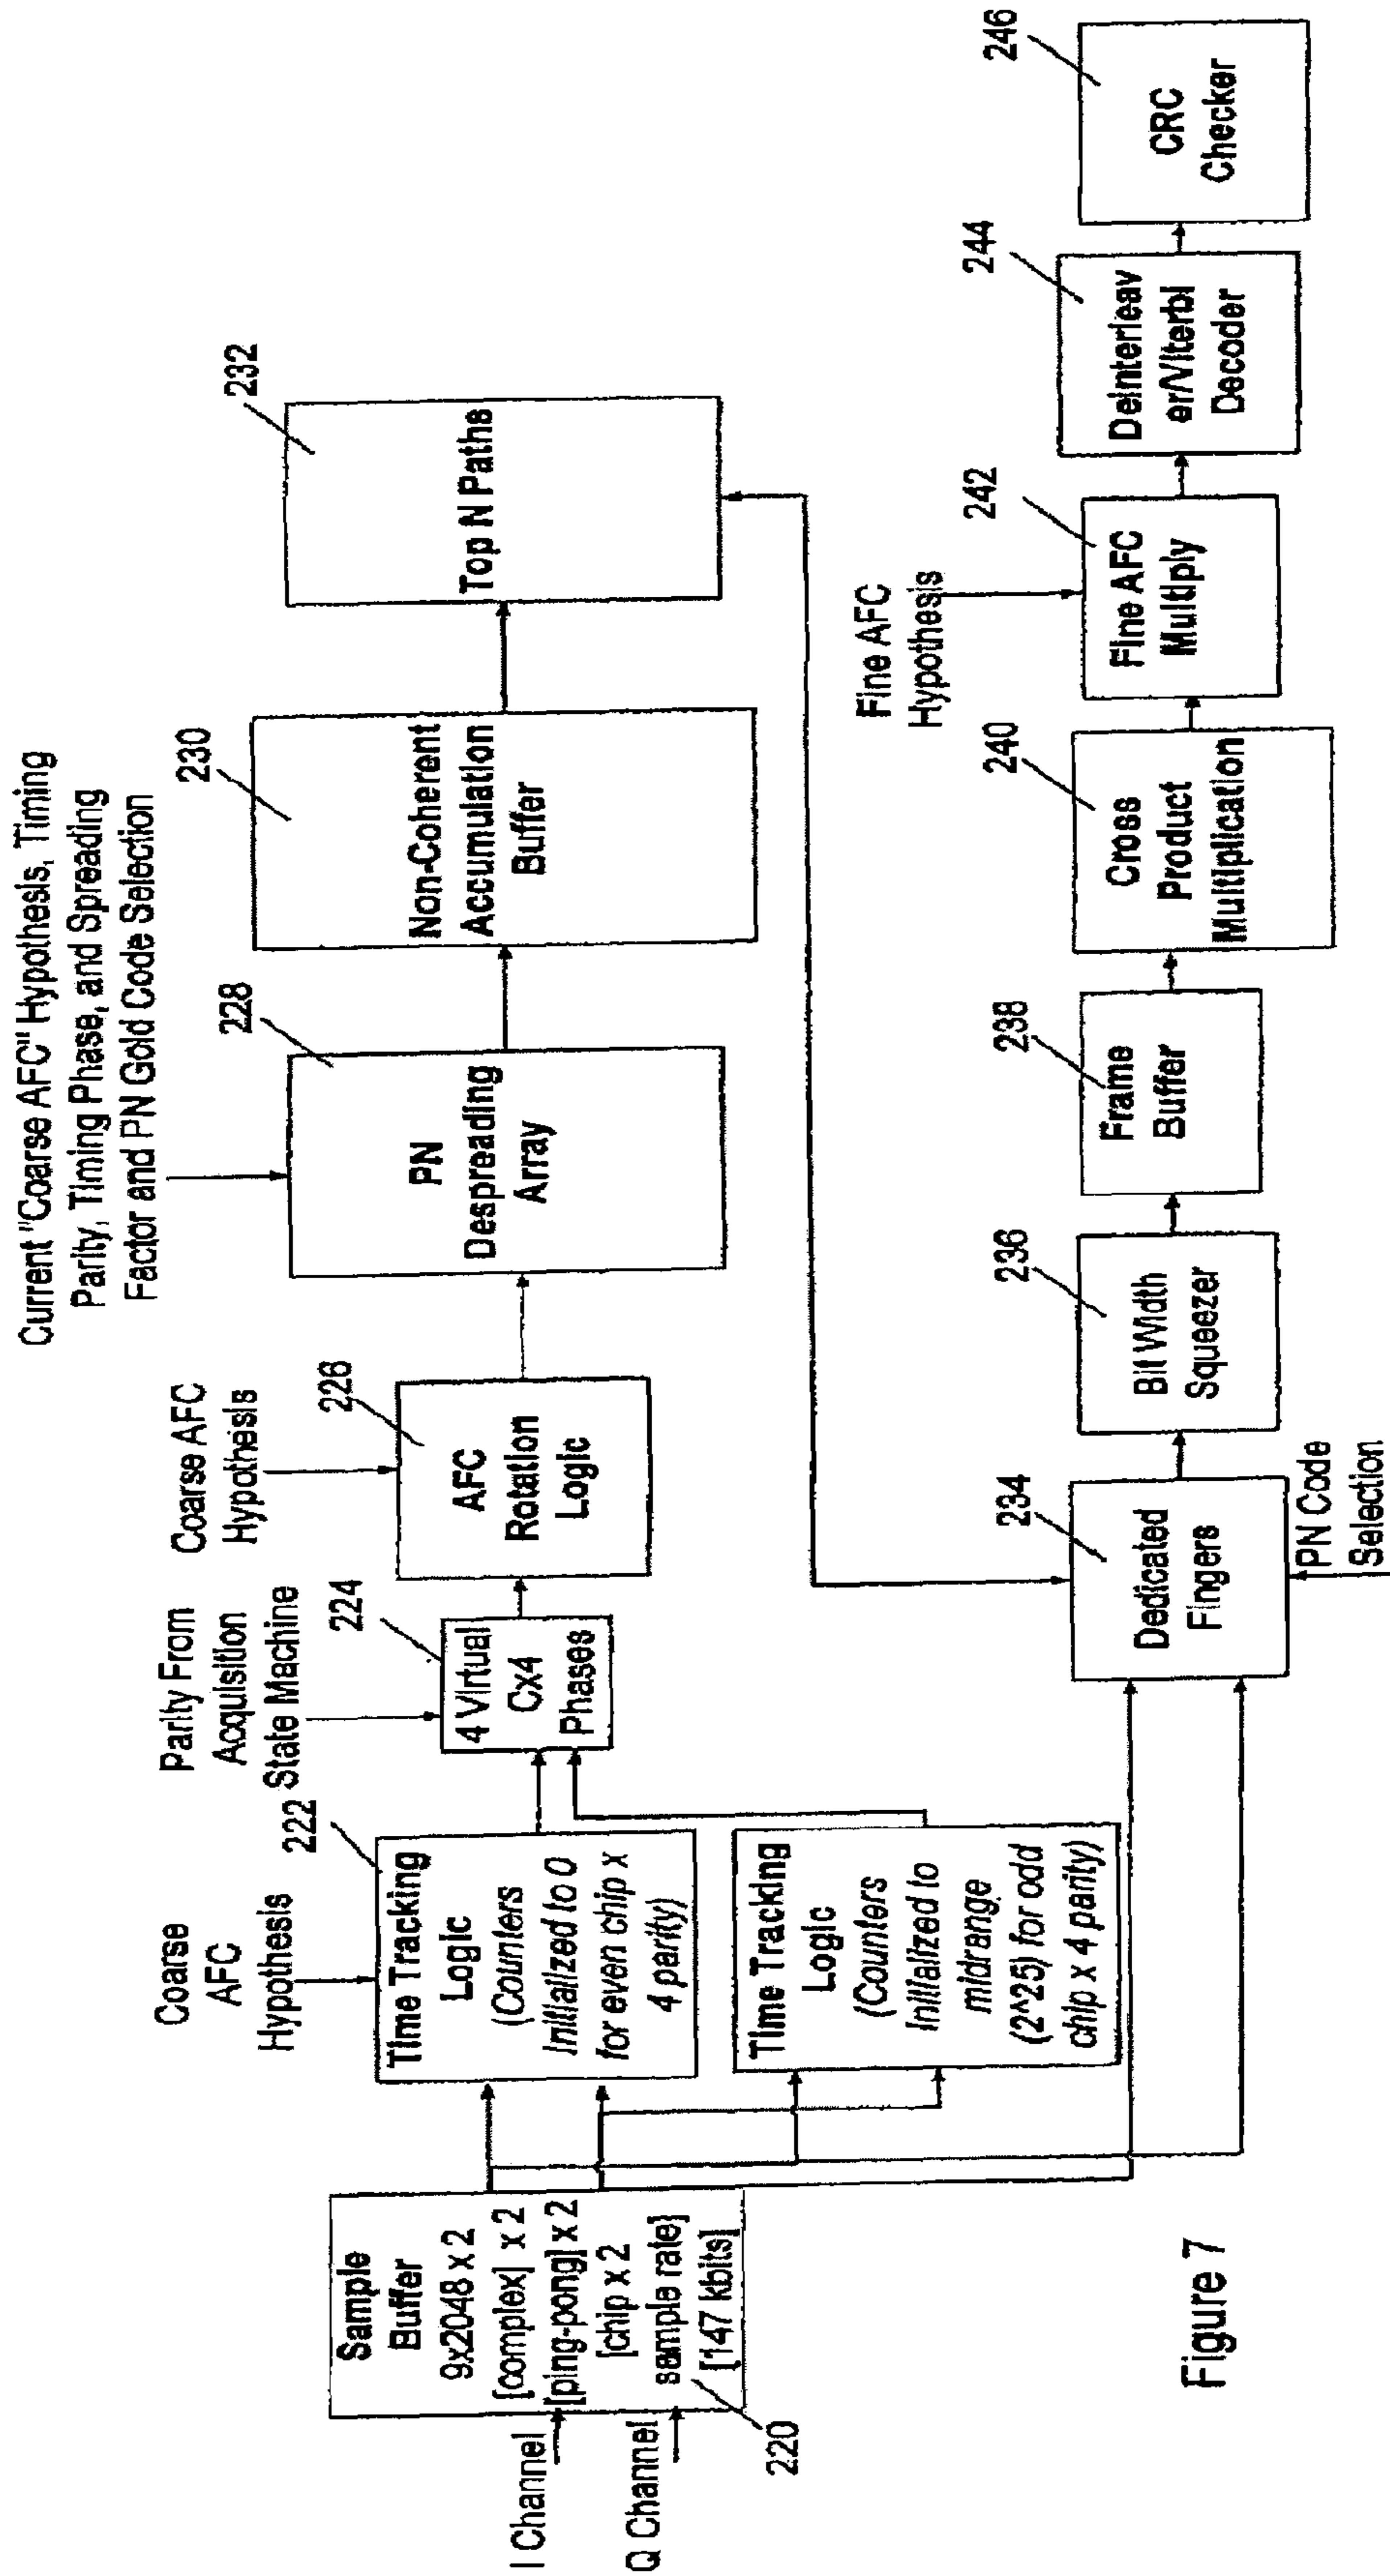 Current "Coarse AFC" Hypothesis, Timing
Parity, Timing Phase, and Spreading
Factor and PN Gold Code Selection
Coarse
AFC
Hypothesis
Parity From
Acquisition
State Machine
Coarse AFC
Hypothesis
222
224
226
228
230
232
Sample
Buffer
9x2048 x 2
[complex] x 2
[ping-pong] x 2
[chip x 2
sample rate]
[147 kbits]
I Channel
Q Channel
220
Time Tracking
Logic
(Counters
Initialized to 0
for even chip x
4 parity)
Time Tracking
Logic
(Counters
Initialized to
midrange
(2^25) for odd
chip x 4 parity)
4 Virtual
Cx4
Phases
AFC
Rotation
Logic
PN
Despreading
Array
Non-Coherent
Accumulation
Buffer
Top N Paths
Fine AFC
Hypothesis
234
236
238
240
242
244
246
Dedicated
Fingers
PN Code
Selection
Bit Width
Squeezer
Frame
Buffer
Cross
Product
Multiplication
Fine AFC
Multiply
Deinterleav
er/Viterbi
Decoder
CRC
Checker
Figure 7